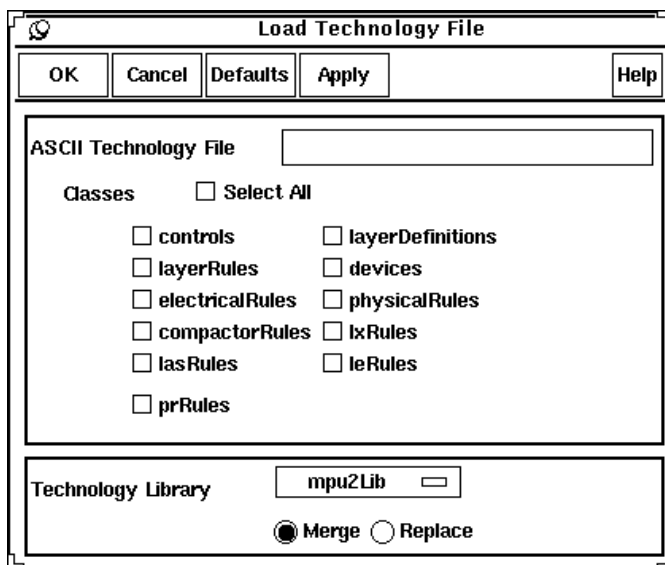 Load Technology File
OK Cancel Defaults Apply Help
ASCII Technology File
Classes Select All
controls layerDefinitions
layerRules devices
electricalRules physicalRules
compactorRules lxRules
lasRules leRules
prRules
Technology Library mpu2Lib
Merge Replace